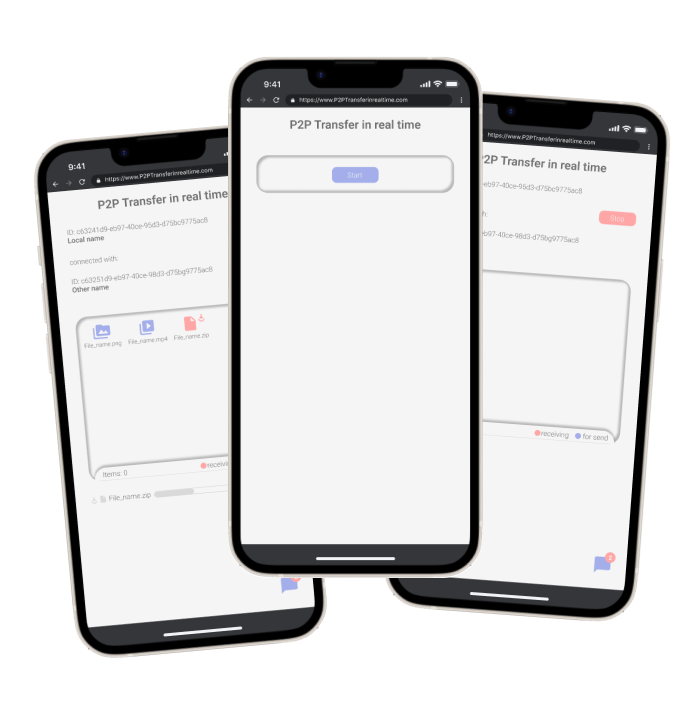 9:41
https://www.P2PTransferinrealtime.com
P2P Transfer in real time
ID: c63241d9-eb97-40ce-95d3-d75bc9775ac8
Local name
connected with:
ID: c63251d9-eb97-40ce-98d3-d75bg9775ac8
Other name
File_name.png File_name.mp4 File_name.zip
Items: 0
File_name.zip
9:41
https://www.P2PTransferinrealtime.com
P2P Transfer in real time
Start
https://www.P2PTransferinrealtime.com
2P Transfer in real time
-eb97-40ce-95d3-d75bc9775ac8
Stop
eb97-40ce-98d3-d75bg9775ac8
receiving for send